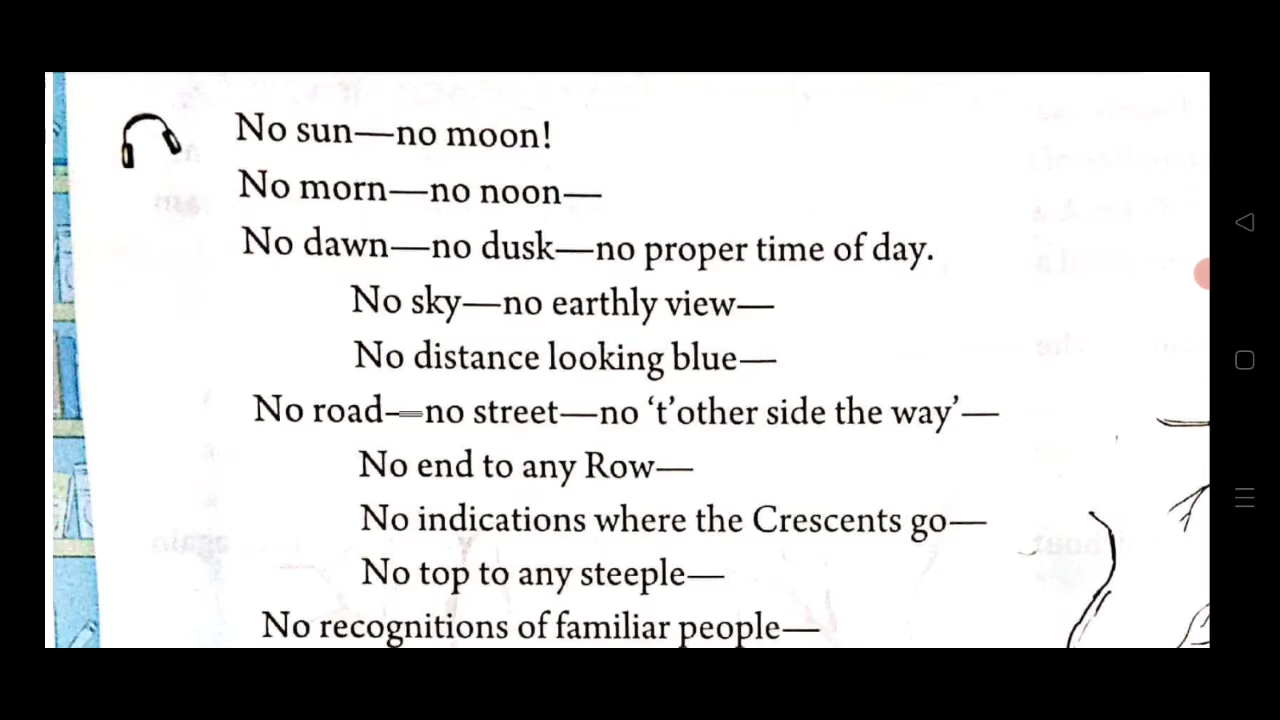 No sun—no moon!
No morn—no noon—
No dawn—no dusk—no proper time of day.
No sky—no earthly view—
No distance looking blue—
No road—no street—no ‘t’other side the way’—
No end to any Row—
No indications where the Crescents go—
No top to any steeple—
No recognitions of familiar people—